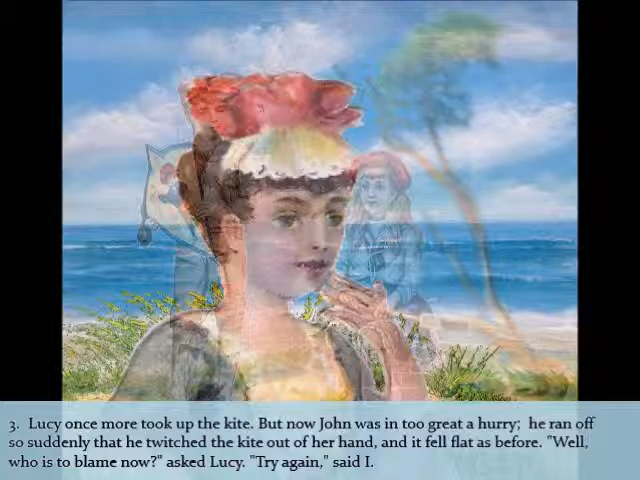 3.  Lucy once more took up the kite. But now John was in too great a hurry;  he ran off
so suddenly that he twitched the kite out of her hand, and it fell flat as before. "Well,
who is to blame now?" asked Lucy. "Try again," said I.